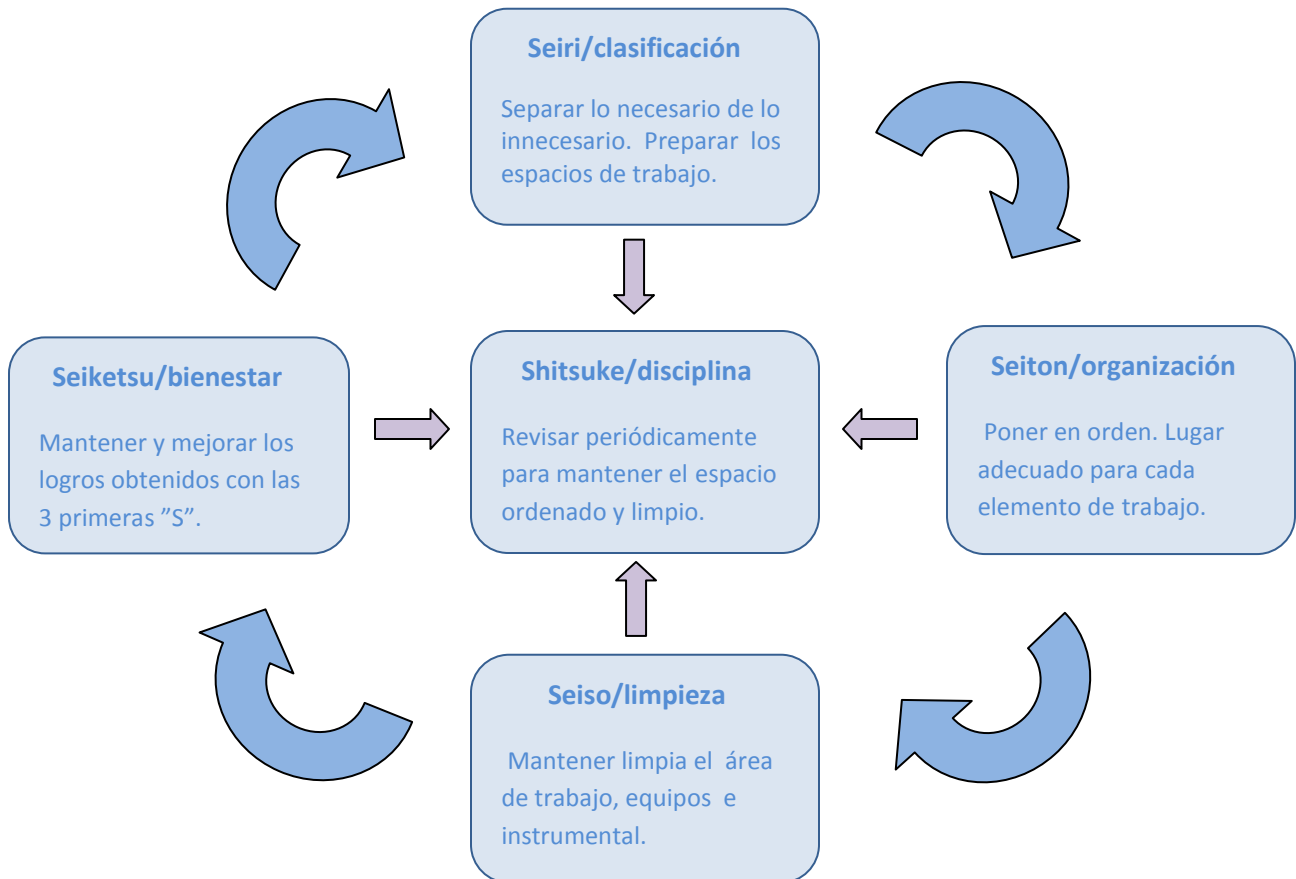 Seiri/clasificación
Separar lo necesario de lo
innecesario. Preparar los
espacios de trabajo.
Seiketsu/bienestar
Mantener y mejorar los
logros obtenidos con las
3 primeras ”S”.
Shitsuke/disciplina
Revisar periódicamente
para mantener el espacio
ordenado y limpio.
Seiton/organización
Poner en orden. Lugar
adecuado para cada
elemento de trabajo.
Seiso/limpieza
Mantener limpia el área
de trabajo, equipos e
instrumental.